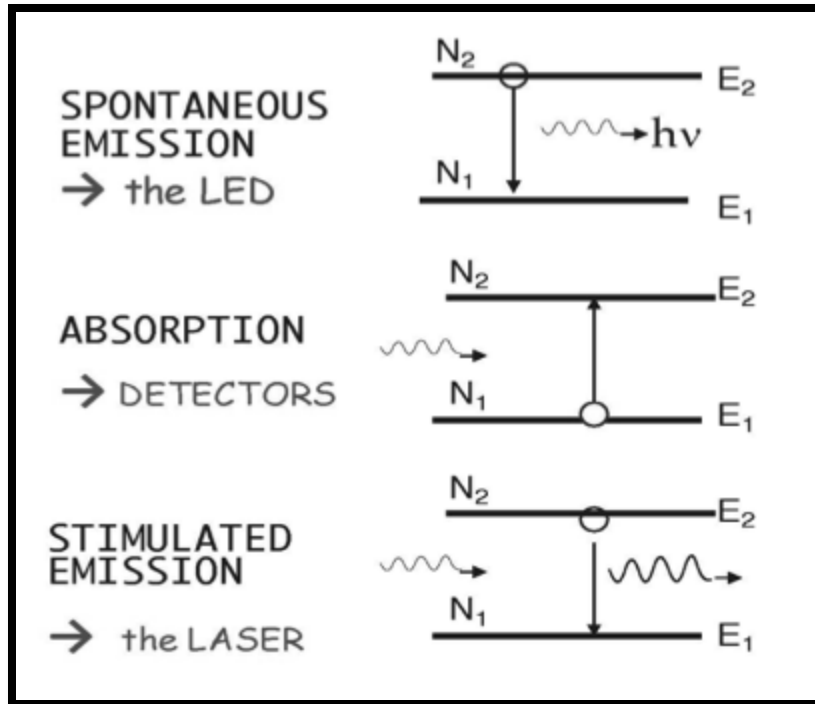 SPONTANEOUS
EMISSION
→ the LED
N₂
E₂
hν
N₁
E₁
ABSORPTION
→ DETECTORS
N₂
E₂
N₁
E₁
STIMULATED
EMISSION
→ the LASER
N₂
E₂
N₁
E₁